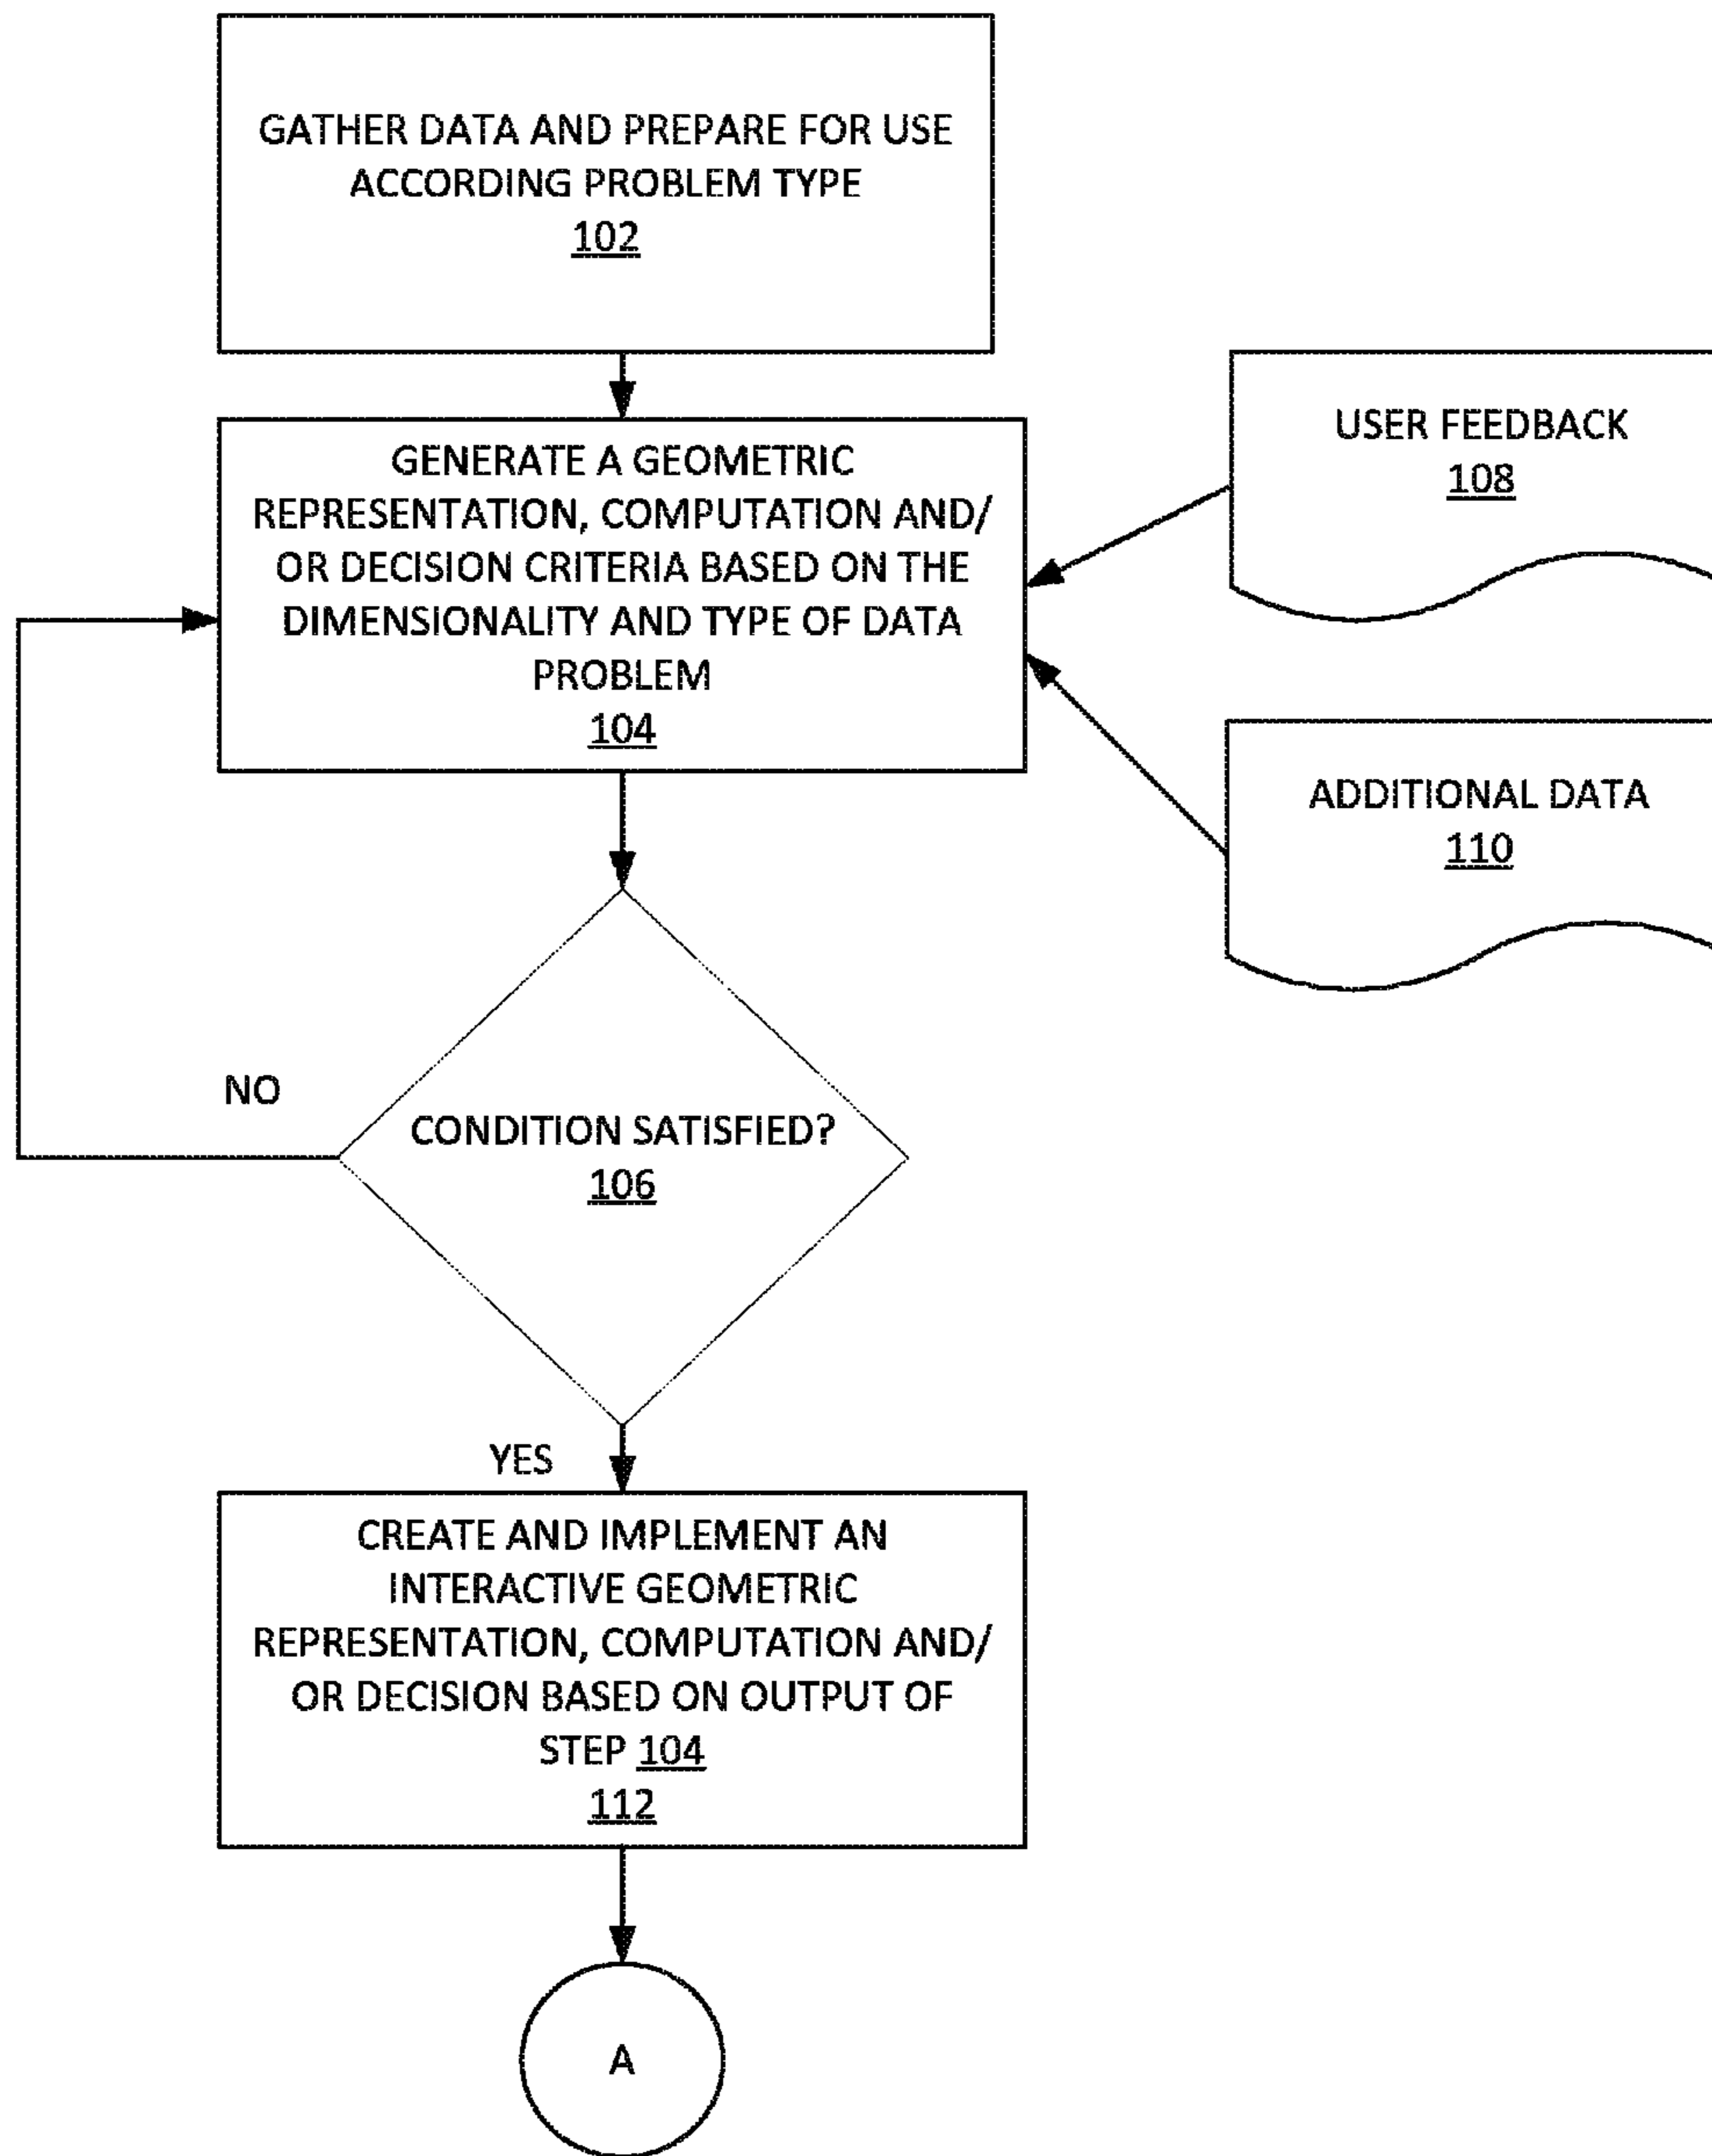 GATHER DATA AND PREPARE FOR USE
ACCORDING PROBLEM TYPE
102
GENERATE A GEOMETRIC
REPRESENTATION, COMPUTATION AND/
OR DECISION CRITERIA BASED ON THE
DIMENSIONALITY AND TYPE OF DATA
PROBLEM
104
USER FEEDBACK
108
ADDITIONAL DATA
110
NO
CONDITION SATISFIED?
106
YES
CREATE AND IMPLEMENT AN
INTERACTIVE GEOMETRIC
REPRESENTATION, COMPUTATION AND/
OR DECISION BASED ON OUTPUT OF
STEP 104
112
A